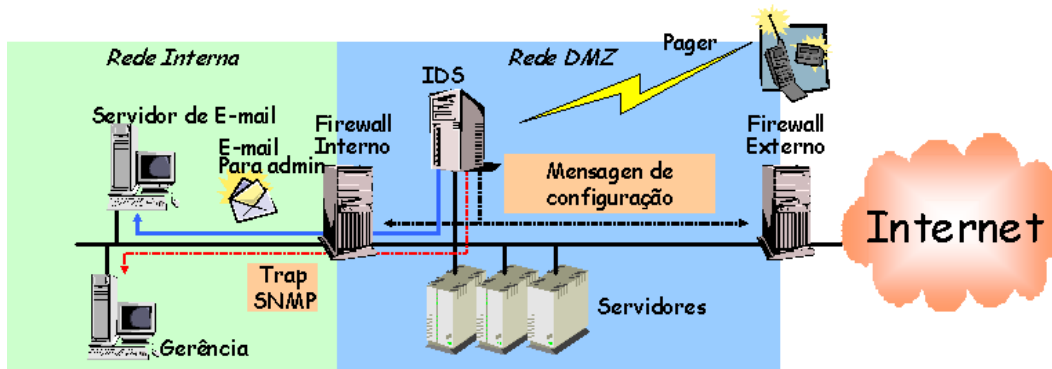 Rede Interna
Rede DMZ
Pager
IDS
Servidor de E-mail
E-mail
Para admin
Firewall
Interno
Firewall
Externo
Mensagen de
configuração
Internet
Trap
SNMP
Servidores
Gerência